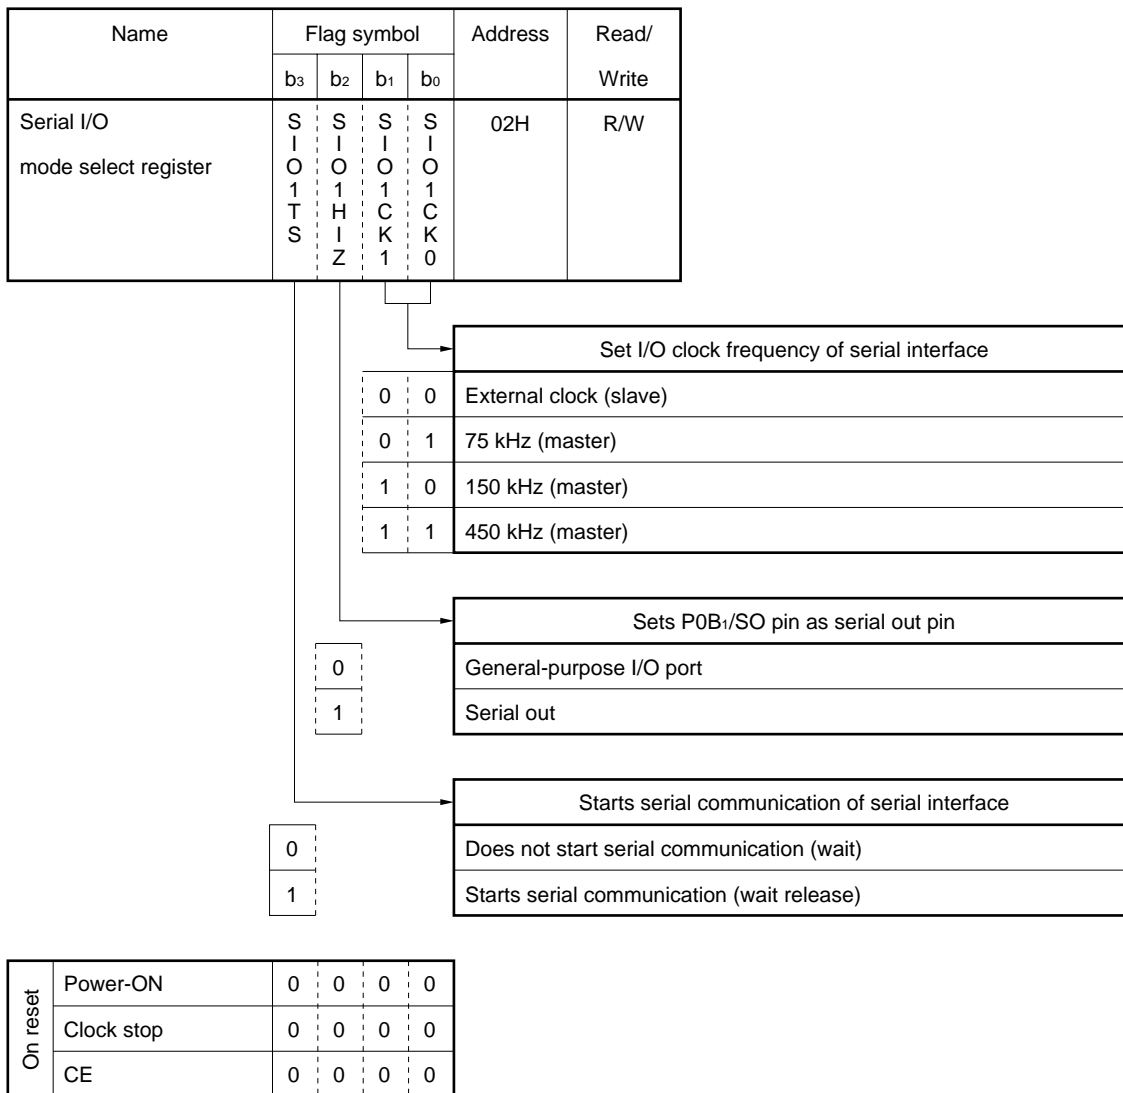 Name Flag symbol Address Read/
b3 b2 b1 b0 Write
Serial I/O SIO1TS SIO1HIZ SIO1CK1 SIO1CK0 02H R/W
mode select register
Set I/O clock frequency of serial interface
0 0 External clock (slave)
0 1 75 kHz (master)
1 0 150 kHz (master)
1 1 450 kHz (master)
Sets P0B1/SO pin as serial out pin
0 General-purpose I/O port
1 Serial out
Starts serial communication of serial interface
0 Does not start serial communication (wait)
1 Starts serial communication (wait release)
On reset
Power-ON 0 0 0 0
Clock stop 0 0 0 0
CE 0 0 0 0